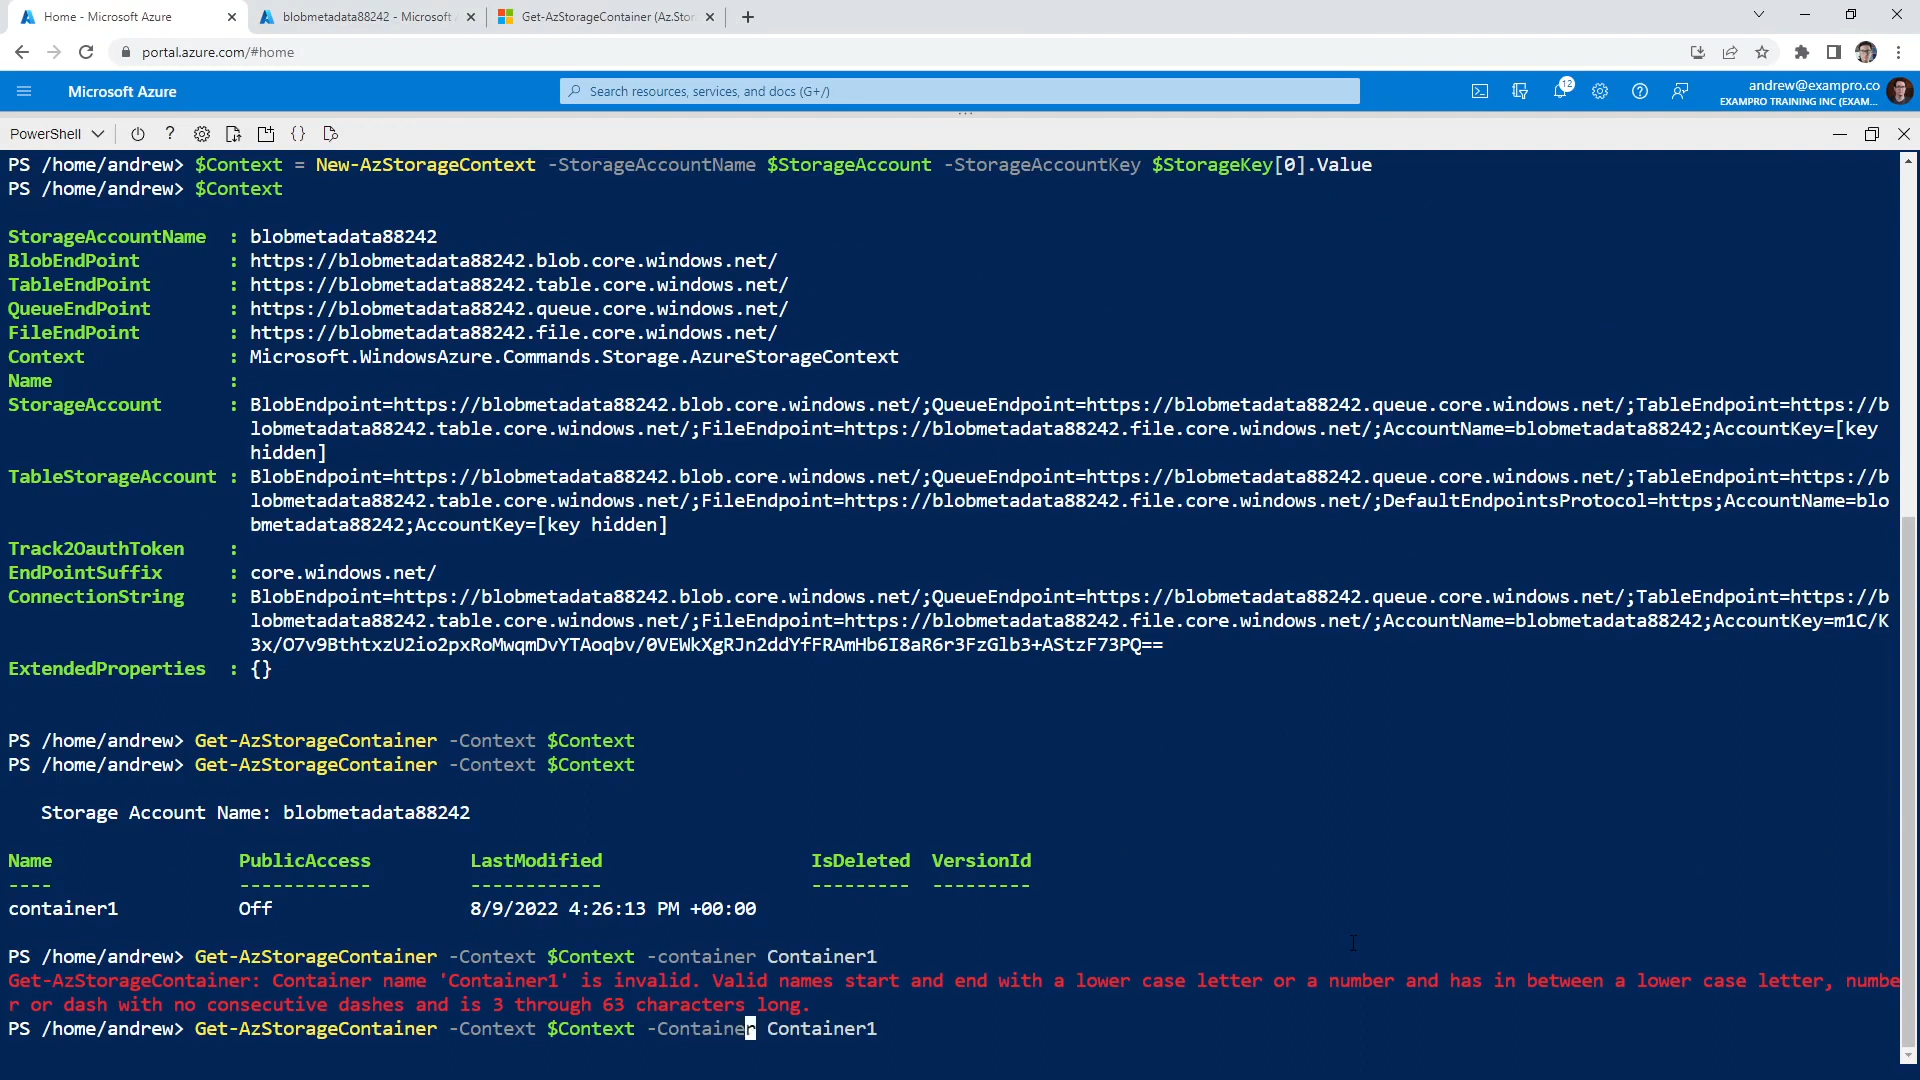 Home - Microsoft Azure
blobmetadata88242 - Microsoft A
Get-AzStorageContainer (Az.Stor
portal.azure.com/#home
Microsoft Azure
Search resources, services, and docs (G+/)
12
andrew@exampro.co
EXAMPRO TRAINING INC (EXAM...
PowerShell
PS /home/andrew> $Context = New-AzStorageContext -StorageAccountName $StorageAccount -StorageAccountKey $StorageKey[0].Value
PS /home/andrew> $Context
StorageAccountName : blobmetadata88242
BlobEndPoint : https://blobmetadata88242.blob.core.windows.net/
TableEndPoint : https://blobmetadata88242.table.core.windows.net/
QueueEndPoint : https://blobmetadata88242.queue.core.windows.net/
FileEndPoint : https://blobmetadata88242.file.core.windows.net/
Context : Microsoft.WindowsAzure.Commands.Storage.AzureStorageContext
Name :
StorageAccount : BlobEndpoint=https://blobmetadata88242.blob.core.windows.net/;QueueEndpoint=https://blobmetadata88242.queue.core.windows.net/;TableEndpoint=https://b
lobmetadata88242.table.core.windows.net/;FileEndpoint=https://blobmetadata88242.file.core.windows.net/;AccountName=blobmetadata88242;AccountKey=[key
hidden]
TableStorageAccount : BlobEndpoint=https://blobmetadata88242.blob.core.windows.net/;QueueEndpoint=https://blobmetadata88242.queue.core.windows.net/;TableEndpoint=https://b
lobmetadata88242.table.core.windows.net/;FileEndpoint=https://blobmetadata88242.file.core.windows.net/;DefaultEndpointsProtocol=https;AccountName=blo
bmetadata88242;AccountKey=[key hidden]
Track2OauthToken :
EndPointSuffix : core.windows.net/
ConnectionString : BlobEndpoint=https://blobmetadata88242.blob.core.windows.net/;QueueEndpoint=https://blobmetadata88242.queue.core.windows.net/;TableEndpoint=https://b
lobmetadata88242.table.core.windows.net/;FileEndpoint=https://blobmetadata88242.file.core.windows.net/;AccountName=blobmetadata88242;AccountKey=m1C/K
3x/O7v9BthtxzU2io2pxRoMwqmDvYTAoqbv/0VEWkXgRJn2ddYfFRAmHb6I8aR6r3FzGlb3+AStzF73PQ==
ExtendedProperties : {}
PS /home/andrew> Get-AzStorageContainer -Context $Context
PS /home/andrew> Get-AzStorageContainer -Context $Context
Storage Account Name: blobmetadata88242
Name PublicAccess LastModified IsDeleted VersionId
---- ------------ ------------ --------- ---------
container1 Off 8/9/2022 4:26:13 PM +00:00
PS /home/andrew> Get-AzStorageContainer -Context $Context -container Container1
Get-AzStorageContainer: Container name 'Container1' is invalid. Valid names start and end with a lower case letter or a number and has in between a lower case letter, numbe
r or dash with no consecutive dashes and is 3 through 63 characters long.
PS /home/andrew> Get-AzStorageContainer -Context $Context -Container Container1